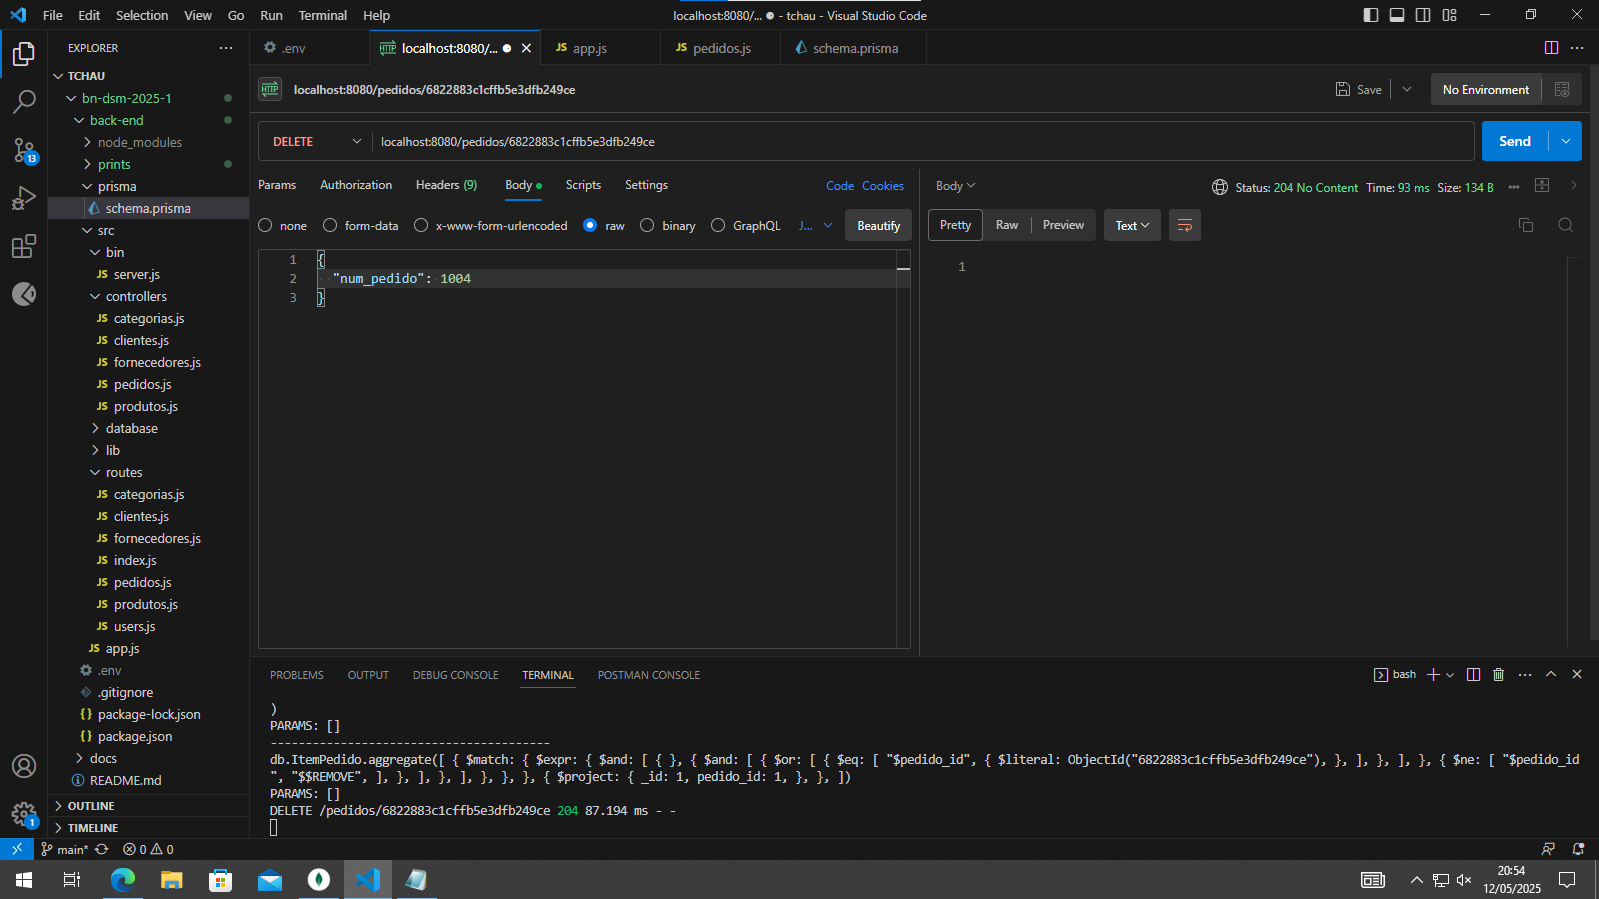 File Edit Selection View Go Run Terminal Help
localhost:8080/... ● - tchau - Visual Studio Code
EXPLORER
TCHAU
bn-dsm-2025-1
back-end
node_modules
prints
prisma
schema.prisma
src
bin
JS server.js
controllers
JS categorias.js
JS clientes.js
JS fornecedores.js
JS pedidos.js
JS produtos.js
database
lib
routes
JS categorias.js
JS clientes.js
JS fornecedores.js
JS index.js
JS pedidos.js
JS produtos.js
JS users.js
JS app.js
.env
.gitignore
{} package-lock.json
{} package.json
docs
README.md
OUTLINE
TIMELINE
13
1
.env
HTTP localhost:8080/... ●
JS app.js
JS pedidos.js
schema.prisma
HTTP localhost:8080/pedidos/6822883c1cffb5e3dfb249ce
Save
No Environment
DELETE localhost:8080/pedidos/6822883c1cffb5e3dfb249ce
Send
Params Authorization Headers (9) Body Scripts Settings
Code Cookies
none form-data x-www-form-urlencoded raw binary GraphQL J...
Beautify
1 {
2 "num_pedido": 1004
3 }
Body
Status: 204 No Content Time: 93 ms Size: 134 B
Pretty Raw Preview Text
1
PROBLEMS OUTPUT DEBUG CONSOLE TERMINAL POSTMAN CONSOLE
bash
)
PARAMS: []
----------------------------------------
db.ItemPedido.aggregate([ { $match: { $expr: { $and: [ { }, { $and: [ { $or: [ { $eq: [ "$pedido_id", { $literal: ObjectId("6822883c1cffb5e3dfb249ce"), }, ], }, ], }, { $ne: [ "$pedido_id
", "$$REMOVE", ], }, ], }, ], }, }, }, { $project: { _id: 1, pedido_id: 1, }, }, ])
PARAMS: []
DELETE /pedidos/6822883c1cffb5e3dfb249ce 204 87.194 ms - -
main*
0 0
20:54
12/05/2025